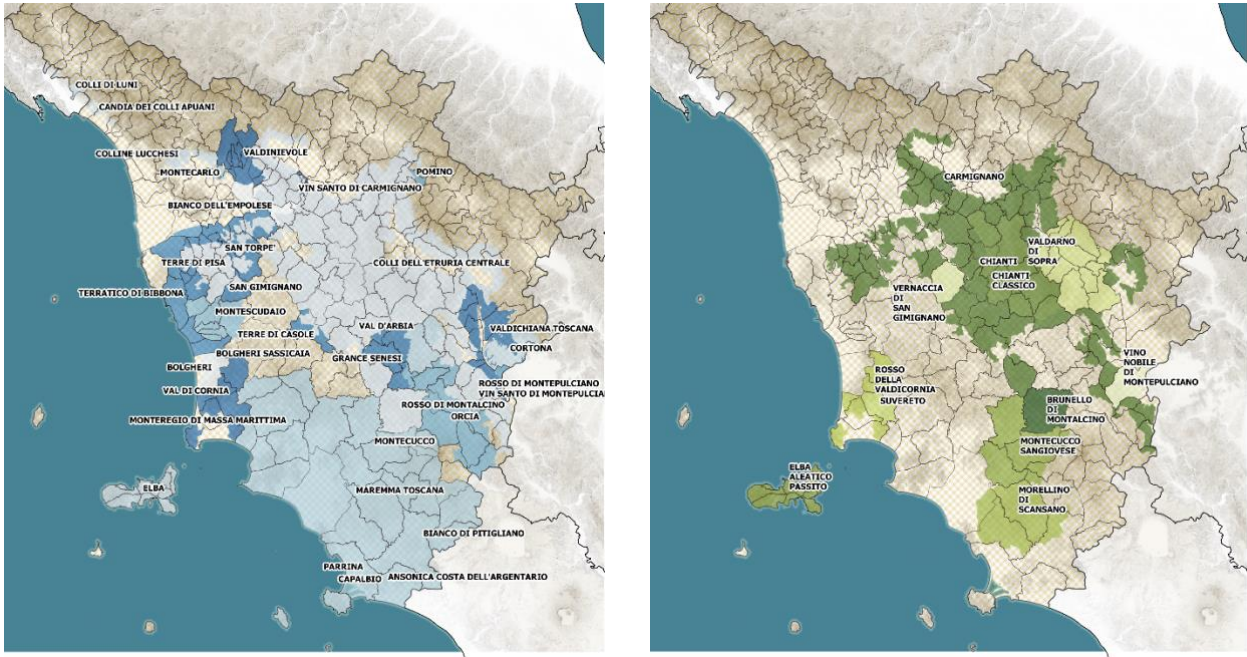 COLLI DI LUNI
CANDIA DEI COLLI APUANI
COLLINE LUCCHESI
VALDINIEVOLE
MONTECARLO
POMINO
VIN SANTO DI CARMIGNANO
BIANCO DELL'EMPOLESE
SAN TORPE'
TERRE DI PISA
COLLI DELL'ETRURIA CENTRALE
SAN GIMIGNANO
TERRATICO DI BIBBONA
MONTESCUDAIO
VAL D'ARBIA
VALDICHIANA TOSCANA
TERRE DI CASOLE
CORTONA
BOLGHERI SASSICAIA
GRANCE SENESI
BOLGHERI
VAL DI CORNIA
ROSSO DI MONTEPULCIANO
VIN SANTO DI MONTEPULCIA
ROSSO DI MONTALCINO
ORCIA
MONTEREGIO DI MASSA MARITTIMA
MONTECUCCO
ELBA
MAREMMA TOSCANA
BIANCO DI PITIGLIANO
PARRINA
CAPALBIO
ANSONICA COSTA DELL'ARGENTARIO
CARMIGNANO
VALDARNO
DI
SOPRA
CHIANTI
CHIANTI
CLASSICO
VERNACCIA
DI
SAN
GIMIGNANO
VINO
NOBILE
DI
MONTEPULCIANO
ROSSO
DELLA
VALDICORNIA
SUVERETO
BRUNELLO
DI
MONTALCINO
MONTECUCCO
SANGIOVESE
ELBA
ALEATICO
PASSITO
MORELLINO
DI
SCANSANO